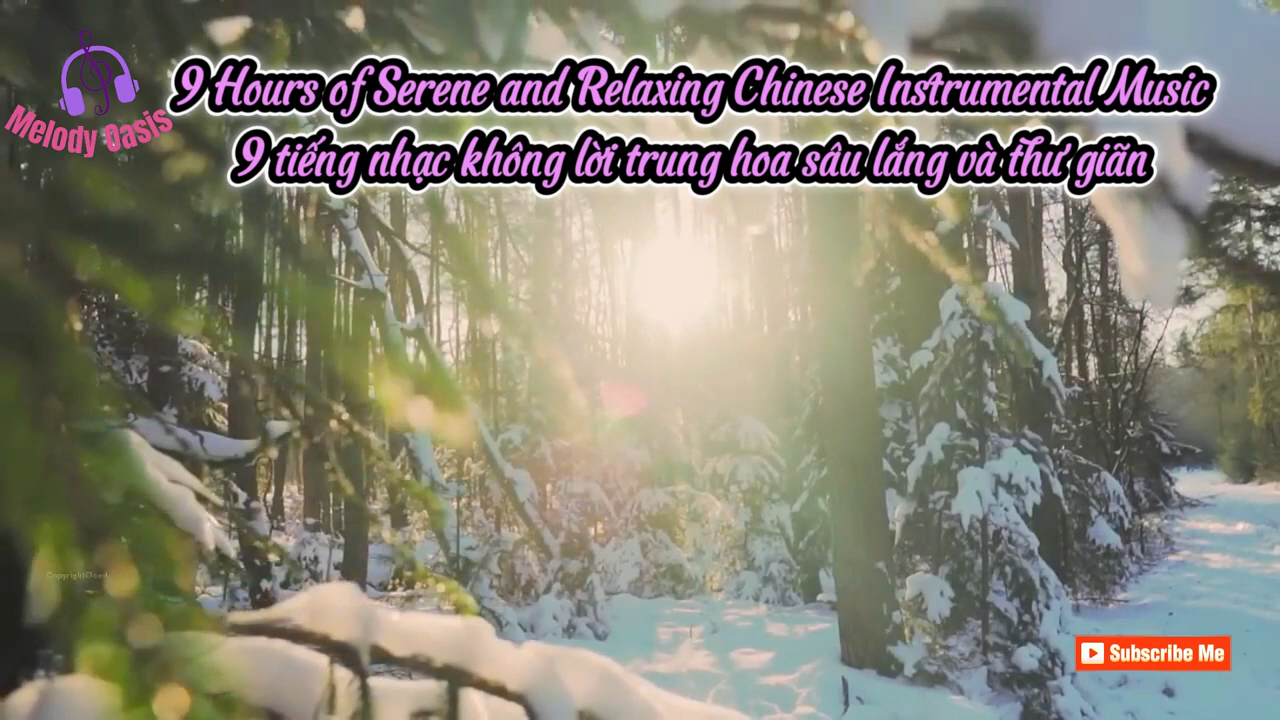 9 Hours of Serene and Relaxing Chinese Instrumental Music
9 tiếng nhạc không lời trung hoa sâu lắng và thư giãn
Melody Oasis
Subscribe Me